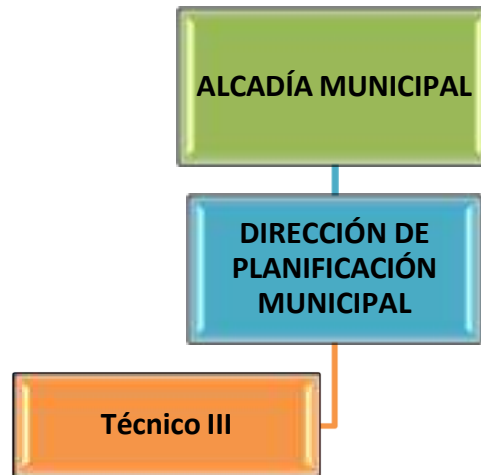 ALCADÍA MUNICIPAL
DIRECCIÓN DE
PLANIFICACIÓN
MUNICIPAL
Técnico III